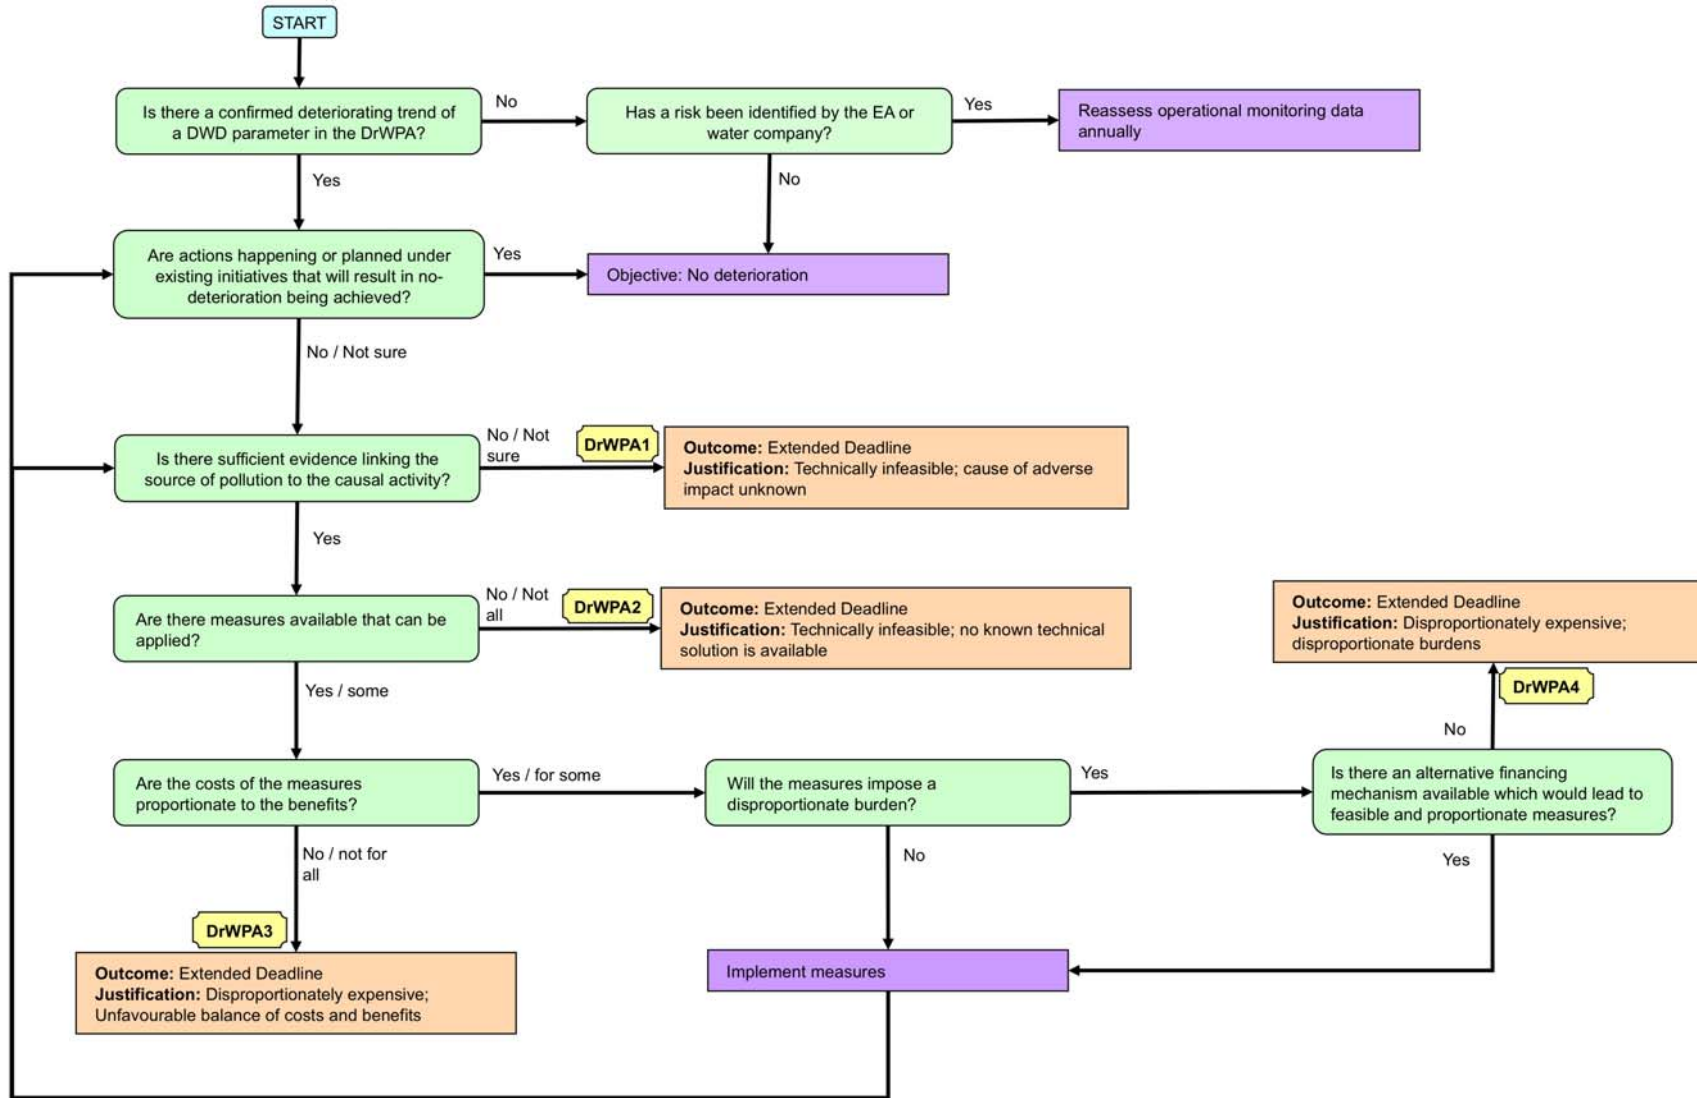 START
Is there a confirmed deteriorating trend of
a DWD parameter in the DrWPA?
No
Has a risk been identified by the EA or
water company?
Yes
Reassess operational monitoring data
annually
Yes
No
Are actions happening or planned under
existing initiatives that will result in no-
deterioration being achieved?
Yes
Objective: No deterioration
No / Not sure
Is there sufficient evidence linking the
source of pollution to the causal activity?
No / Not
sure
DrWPA1
Outcome: Extended Deadline
Justification: Technically infeasible; cause of adverse
impact unknown
Yes
Are there measures available that can be
applied?
No / Not
all
DrWPA2
Outcome: Extended Deadline
Justification: Technically infeasible; no known technical
solution is available
Outcome: Extended Deadline
Justification: Disproportionately expensive;
disproportionate burdens
DrWPA4
No
Yes / some
Are the costs of the measures
proportionate to the benefits?
Yes / for some
Will the measures impose a
disproportionate burden?
Yes
Is there an alternative financing
mechanism available which would lead to
feasible and proportionate measures?
No / not for
all
No
Yes
DrWPA3
Outcome: Extended Deadline
Justification: Disproportionately expensive;
Unfavourable balance of costs and benefits
Implement measures